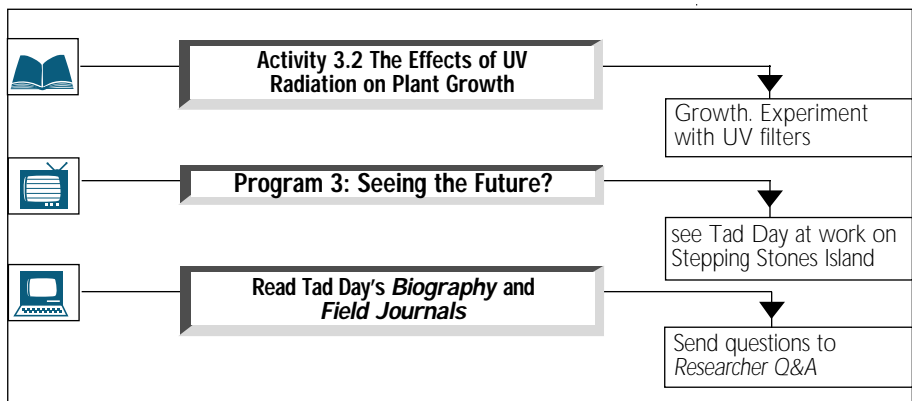 Activity 3.2 The Effects of UV
Radiation on Plant Growth
Growth. Experiment
with UV filters
Program 3: Seeing the Future?
see Tad Day at work on
Stepping Stones Island
Read Tad Day's Biography and
Field Journals
Send questions to
Researcher Q&A